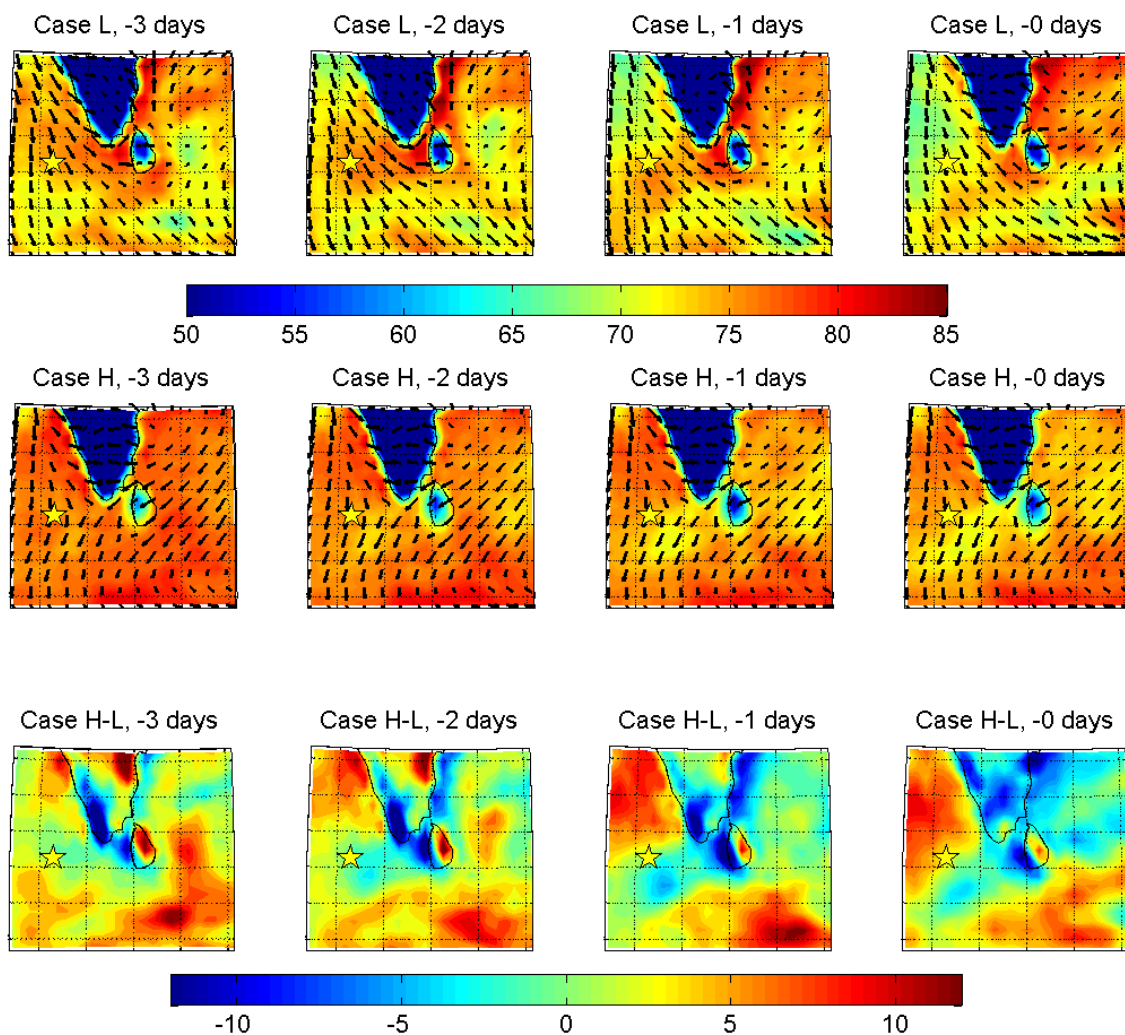 Case L, -3 days
Case L, -2 days
Case L, -1 days
Case L, -0 days
50 55 60 65 70 75 80 85
Case H, -3 days
Case H, -2 days
Case H, -1 days
Case H, -0 days
Case H-L, -3 days
Case H-L, -2 days
Case H-L, -1 days
Case H-L, -0 days
-10 -5 0 5 10